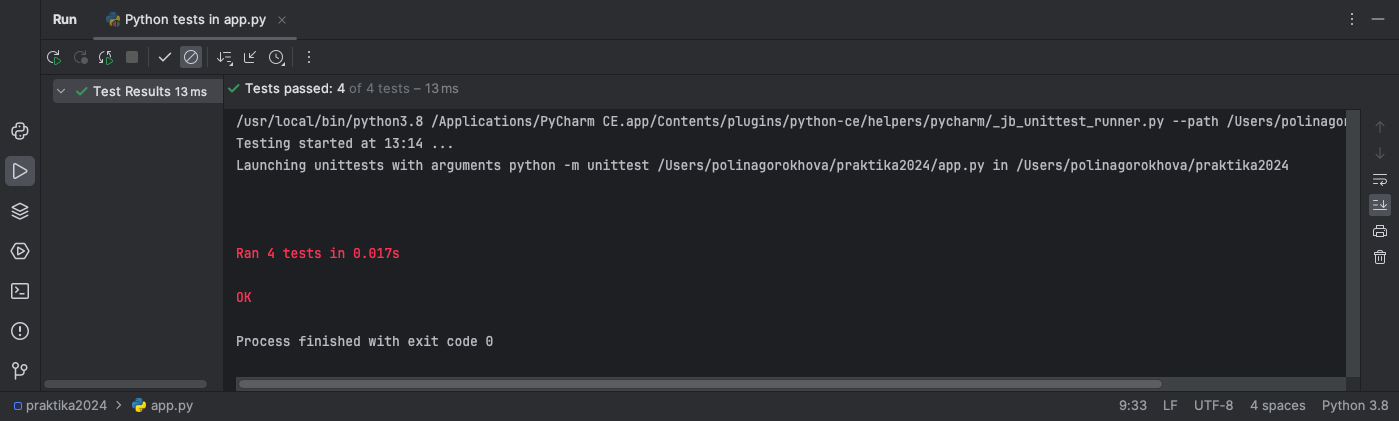 Run
Python tests in app.py
Test Results 13 ms
Tests passed: 4 of 4 tests – 13 ms
/usr/local/bin/python3.8 /Applications/PyCharm CE.app/Contents/plugins/python-ce/helpers/pycharm/_jb_unittest_runner.py --path /Users/polinagor
Testing started at 13:14 ...
Launching unittests with arguments python -m unittest /Users/polinagorokhova/praktika2024/app.py in /Users/polinagorokhova/praktika2024
Ran 4 tests in 0.017s
OK
Process finished with exit code 0
praktika2024 > app.py
9:33 LF UTF-8 4 spaces Python 3.8